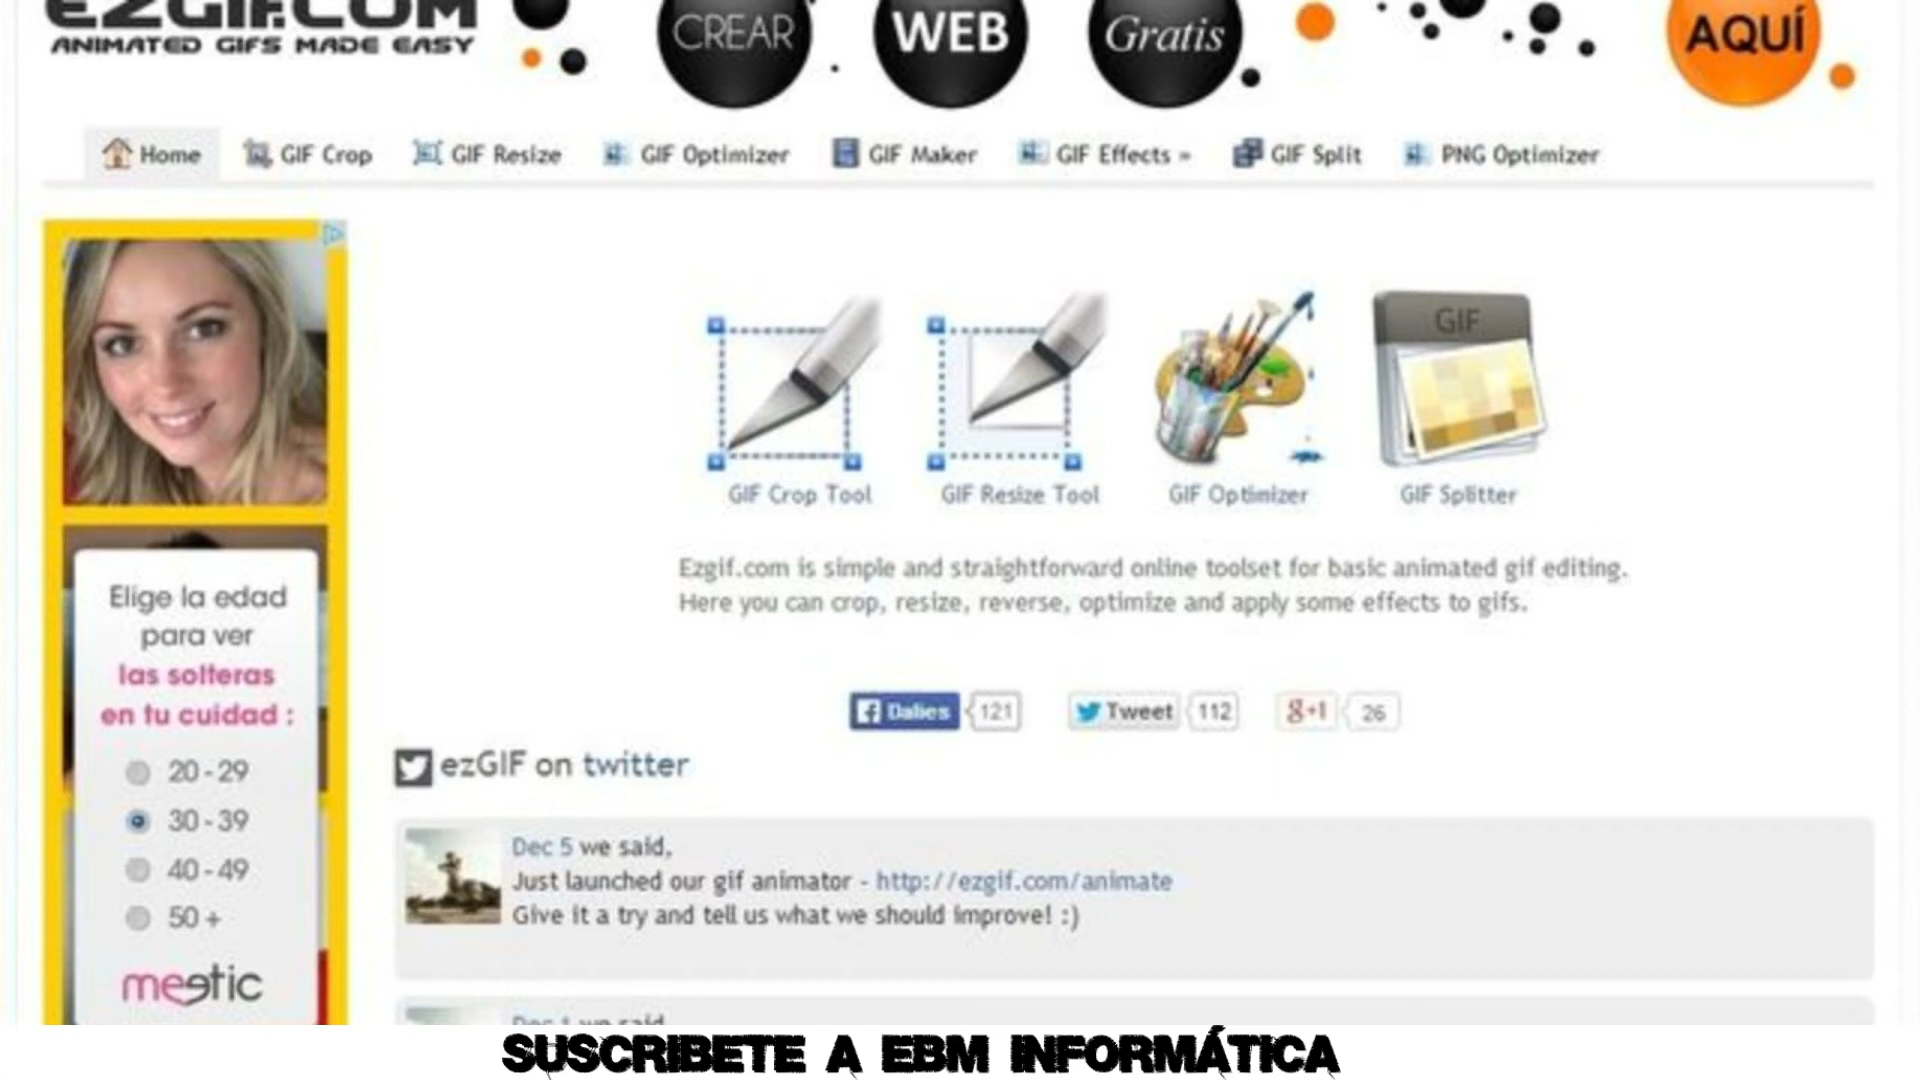 EZGIF.COM
ANIMATED GIFS MADE EASY
CREAR
WEB
Gratis
AQUÍ
Home
GIF Crop
GIF Resize
GIF Optimizer
GIF Maker
GIF Effects »
GIF Split
PNG Optimizer
GIF
GIF Crop Tool
GIF Resize Tool
GIF Optimizer
GIF Splitter
Ezgif.com is simple and straightforward online toolset for basic animated gif editing.
Here you can crop, resize, reverse, optimize and apply some effects to gifs.
Elige la edad
para ver
las solteras
en tu cuidad :
20-29
30-39
40-49
50+
meetic
Dalies 121
Tweet 112
g+1 26
ezGIF on twitter
Dec 5 we said,
Just launched our gif animator - http://ezgif.com/animate
Give it a try and tell us what we should improve! :)
Dec 1 we said
SUSCRIBETE A EBM INFORMÁTICA